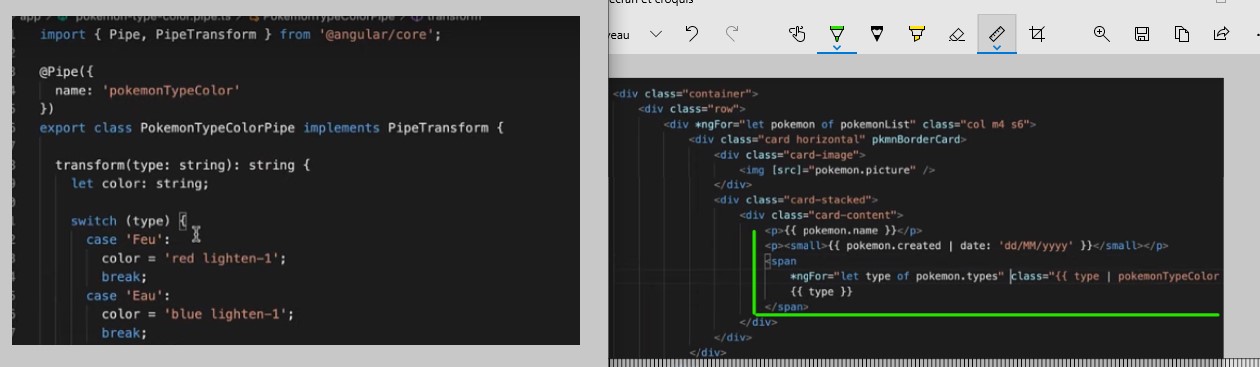 app / pokemon-type-color.pipe.ts / PokemonTypeColorPipe / transform
import { Pipe, PipeTransform } from '@angular/core';
@Pipe({
name: 'pokemonTypeColor'
})
export class PokemonTypeColorPipe implements PipeTransform {
transform(type: string): string {
let color: string;
switch (type) {
case 'Feu':
color = 'red lighten-1';
break;
case 'Eau':
color = 'blue lighten-1';
break;
écran et croquis
veau
<div class="container">
<div class="row">
<div *ngFor="let pokemon of pokemonList" class="col m4 s6">
<div class="card horizontal" pkmnBorderCard>
<div class="card-image">
<img [src]="pokemon.picture" />
</div>
<div class="card-stacked">
<div class="card-content">
<p>{{ pokemon.name }}</p>
<p><small>{{ pokemon.created | date: 'dd/MM/yyyy' }}</small></p>
<span
*ngFor="let type of pokemon.types" class="{{ type | pokemonTypeColor
{{ type }}
</span>
</div>
</div>
</div>